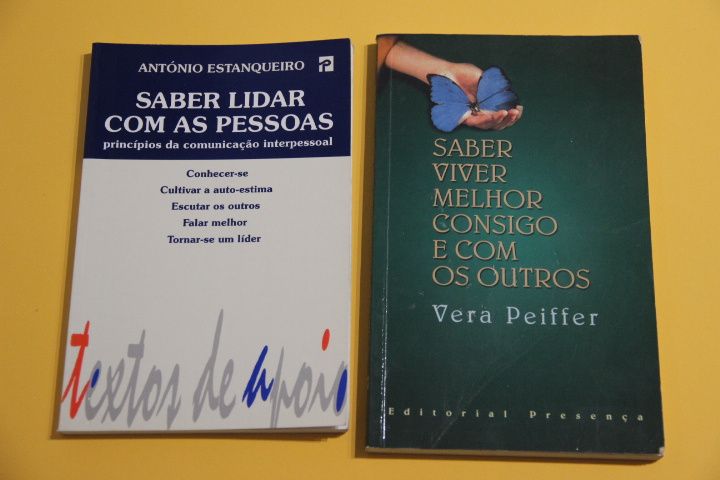 ANTÓNIO ESTANQUEIRO
SABER LIDAR
COM AS PESSOAS
princípios da comunicação interpessoal
Conhecer-se
Cultivar a auto-estima
Escutar os outros
Falar melhor
Tornar-se um líder
textos de apoio
SABER
VIVER
MELHOR
CONSIGO
E COM
OS OUTROS
Vera Peiffer
Editorial Presença